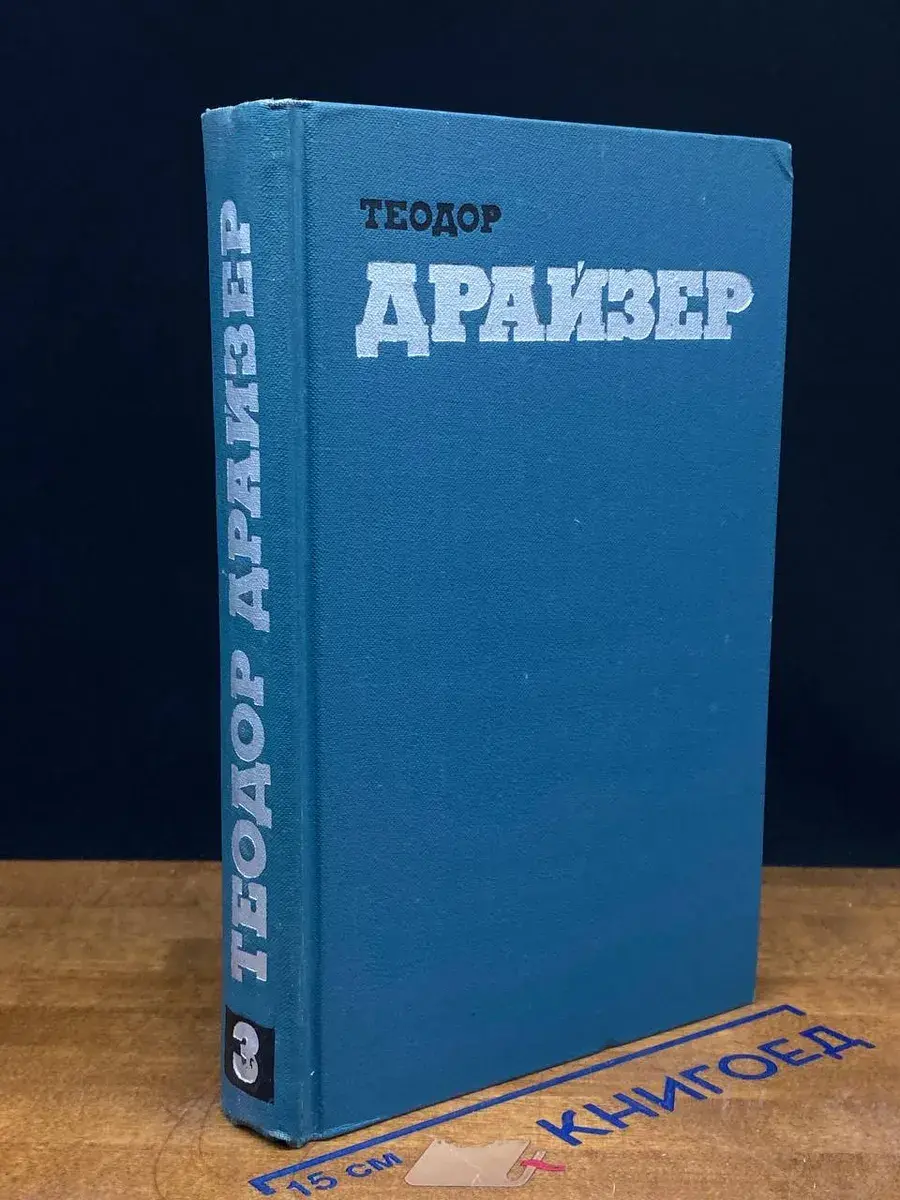 ТЕОДОР
ДРАЙЗЕР
ТЕОДОР ДРАЙЗЕР
3
15 см
КНИГОЕД